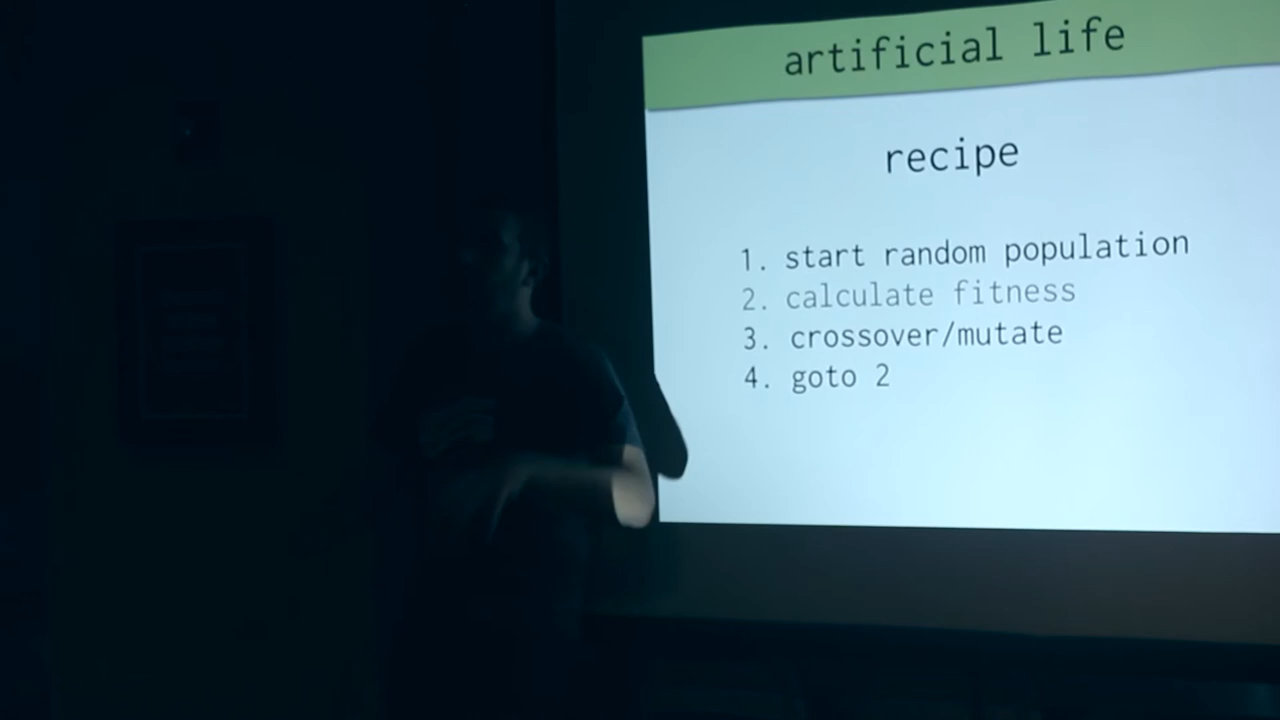 artificial life
recipe
1. start random population
2. calculate fitness
3. crossover/mutate
4. goto 2